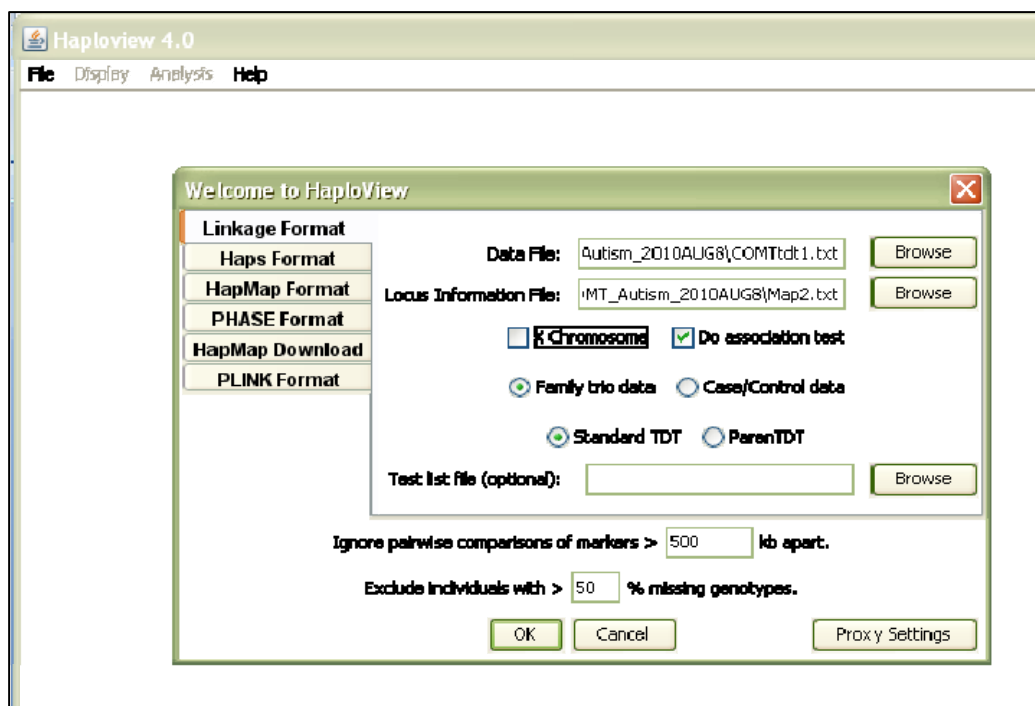 Haploview 4.0
File Display Analysis Help
Welcome to HaploView
Linkage Format
Haps Format
HapMap Format
PHASE Format
HapMap Download
PLINK Format
Data File: Autism_2010AUG8\COMTtdt1.txt Browse
Locus Information File: MT_Autism_2010AUG8\Map2.txt Browse
X Chromosome Do association test
Family trio data Case/Control data
Standard TDT ParenTDT
Test list file (optional): Browse
Ignore pairwise comparisons of markers > 500 kb apart.
Exclude individuals with > 50 % missing genotypes.
OK Cancel Proxy Settings